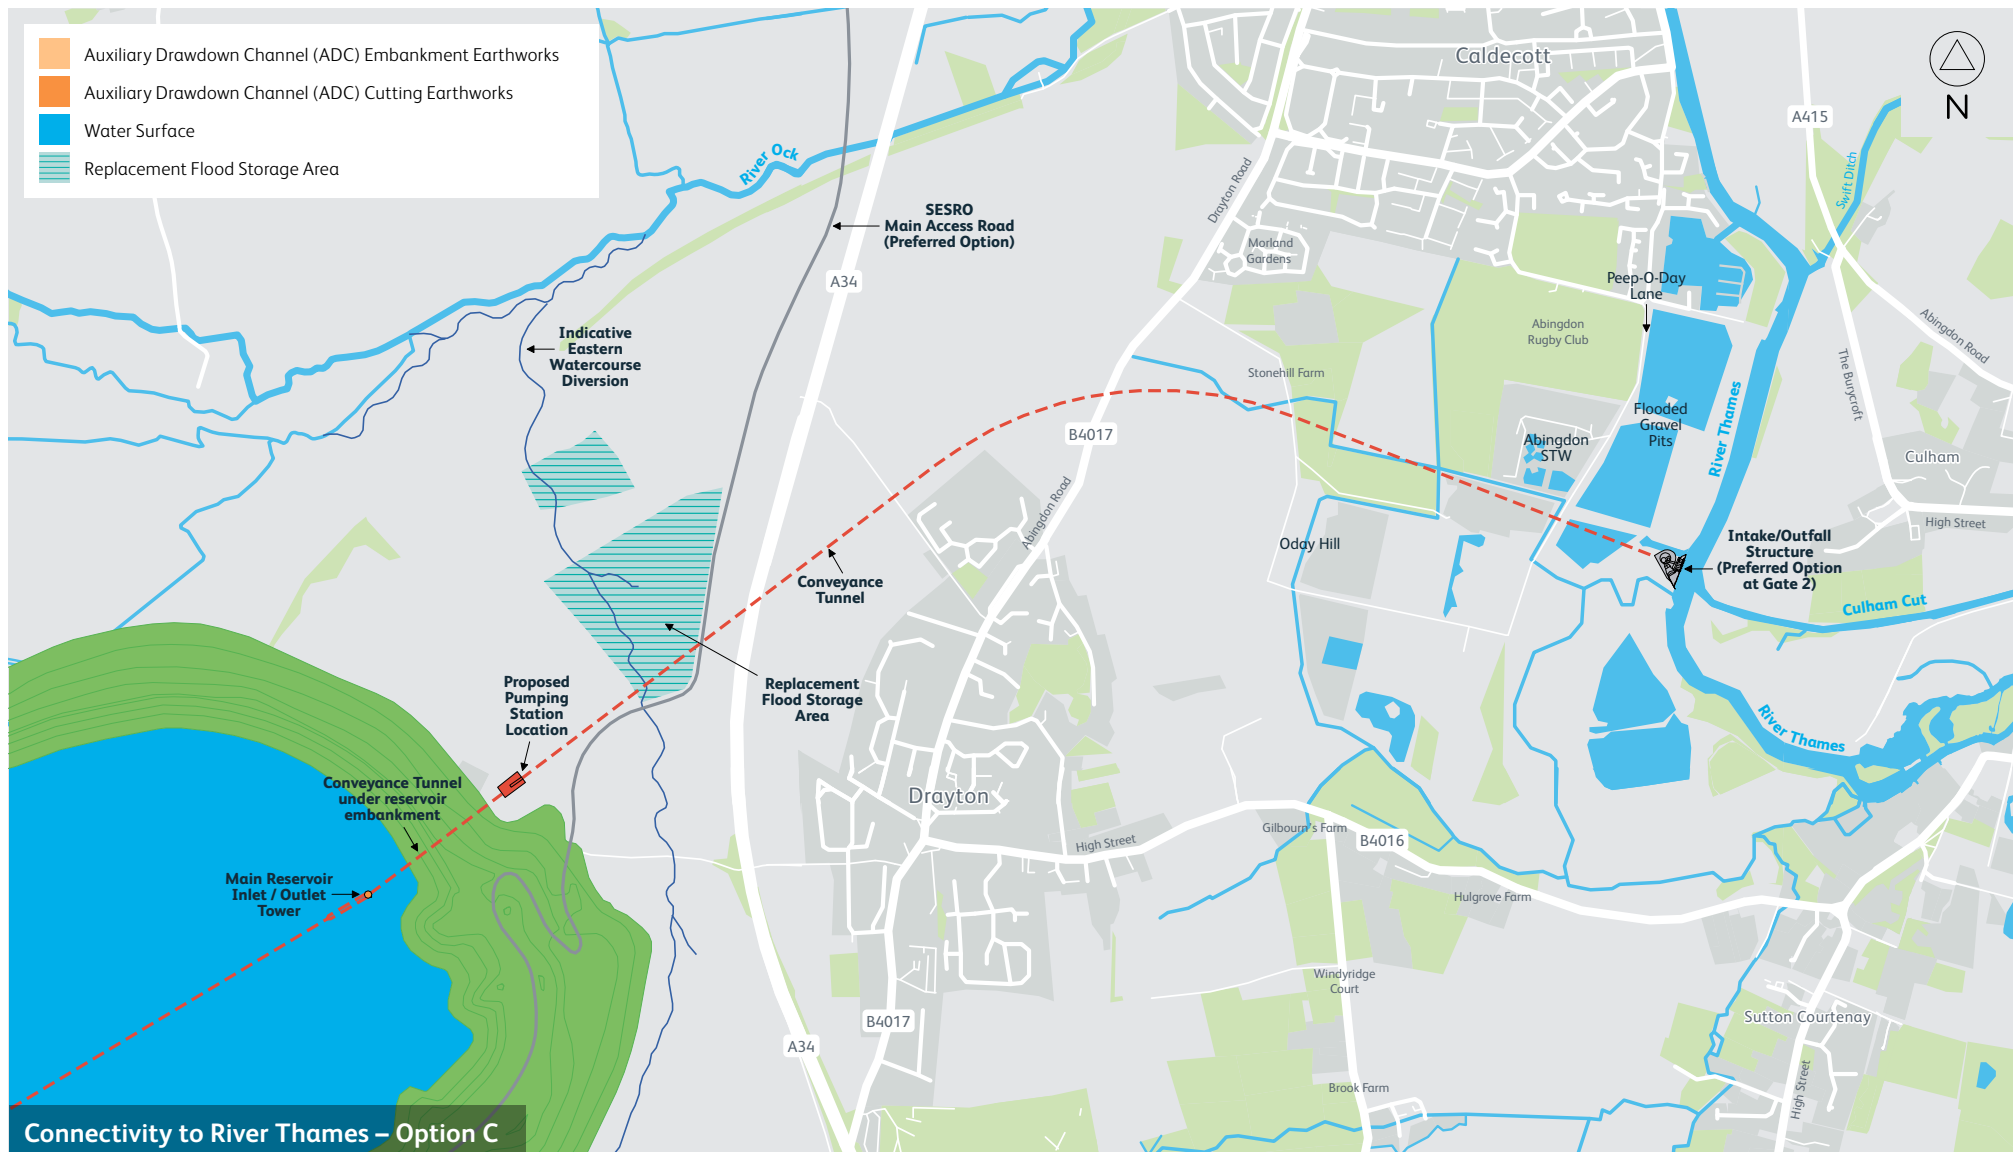 Auxiliary Drawdown Channel (ADC) Embankment Earthworks
Auxiliary Drawdown Channel (ADC) Cutting Earthworks
Water Surface
Replacement Flood Storage Area
N
Caldecott
A415
Swift Ditch
River Ock
Drayton Road
SESRO
Main Access Road
(Preferred Option)
Morland
Gardens
A34
Peep-O-Day
Lane
Abingdon Road
Indicative
Eastern
Watercourse
Diversion
Abingdon
Rugby Club
The Burycroft
Stonehill Farm
River Thames
Flooded
Gravel
Pits
B4017
Abingdon
STW
Culham
Abingdon Road
High Street
Oday Hill
Intake/Outfall
Structure
(Preferred Option
at Gate 2)
Conveyance
Tunnel
Culham Cut
Proposed
Pumping
Station
Location
Replacement
Flood Storage
Area
River Thames
Conveyance Tunnel
under reservoir
embankment
Drayton
High Street
Gilbourn's Farm
B4016
Main Reservoir
Inlet / Outlet
Tower
Hulgrove Farm
Windyridge
Court
B4017
Sutton Courtenay
A34
Brook Farm
High Street
Connectivity to River Thames – Option C